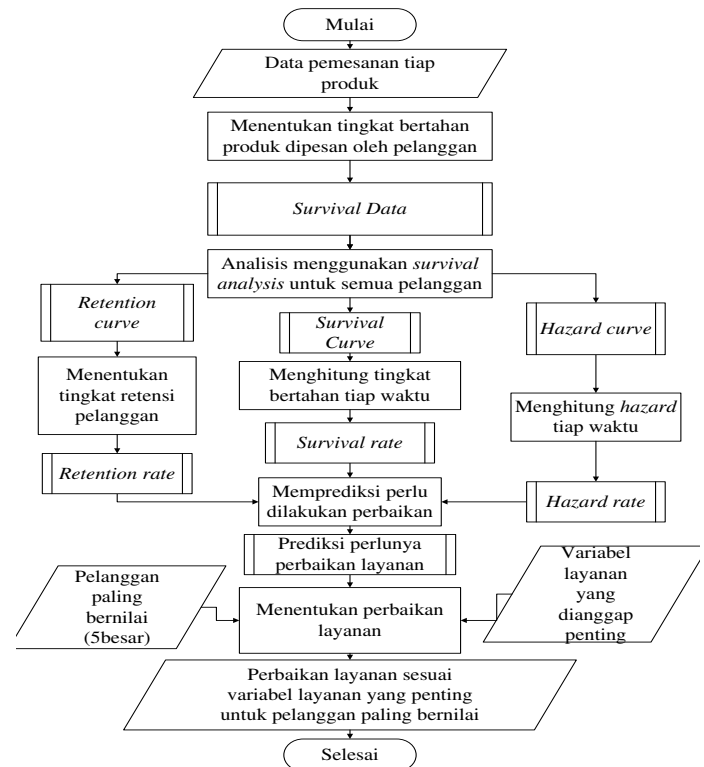 Mulai
Data pemesanan tiap
produk
Menentukan tingkat bertahan
produk dipesan oleh pelanggan
Survival Data
Analisis menggunakan survival
analysis untuk semua pelanggan
Retention
curve
Survival
Curve
Hazard curve
Menentukan
tingkat retensi
pelanggan
Menghitung tingkat
bertahan tiap waktu
Menghitung hazard
tiap waktu
Retention rate
Survival rate
Hazard rate
Memprediksi perlu
dilakukan perbaikan
Prediksi perlunya
perbaikan layanan
Pelanggan
paling
bernilai
(5besar)
Menentukan perbaikan
layanan
Variabel
layanan
yang
dianggap
penting
Perbaikan layanan sesuai
variabel layanan yang penting
untuk pelanggan paling bernilai
Selesai